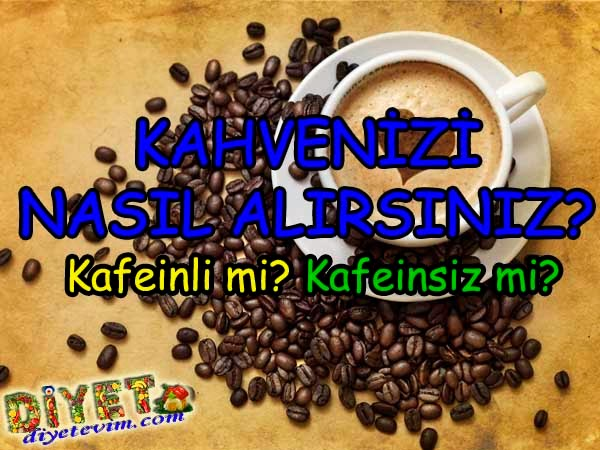 KAHVENİZİ
NASIL ALIRSINIZ?
Kafeinli mi? Kafeinsiz mi?
DİYET
diyetevim.com